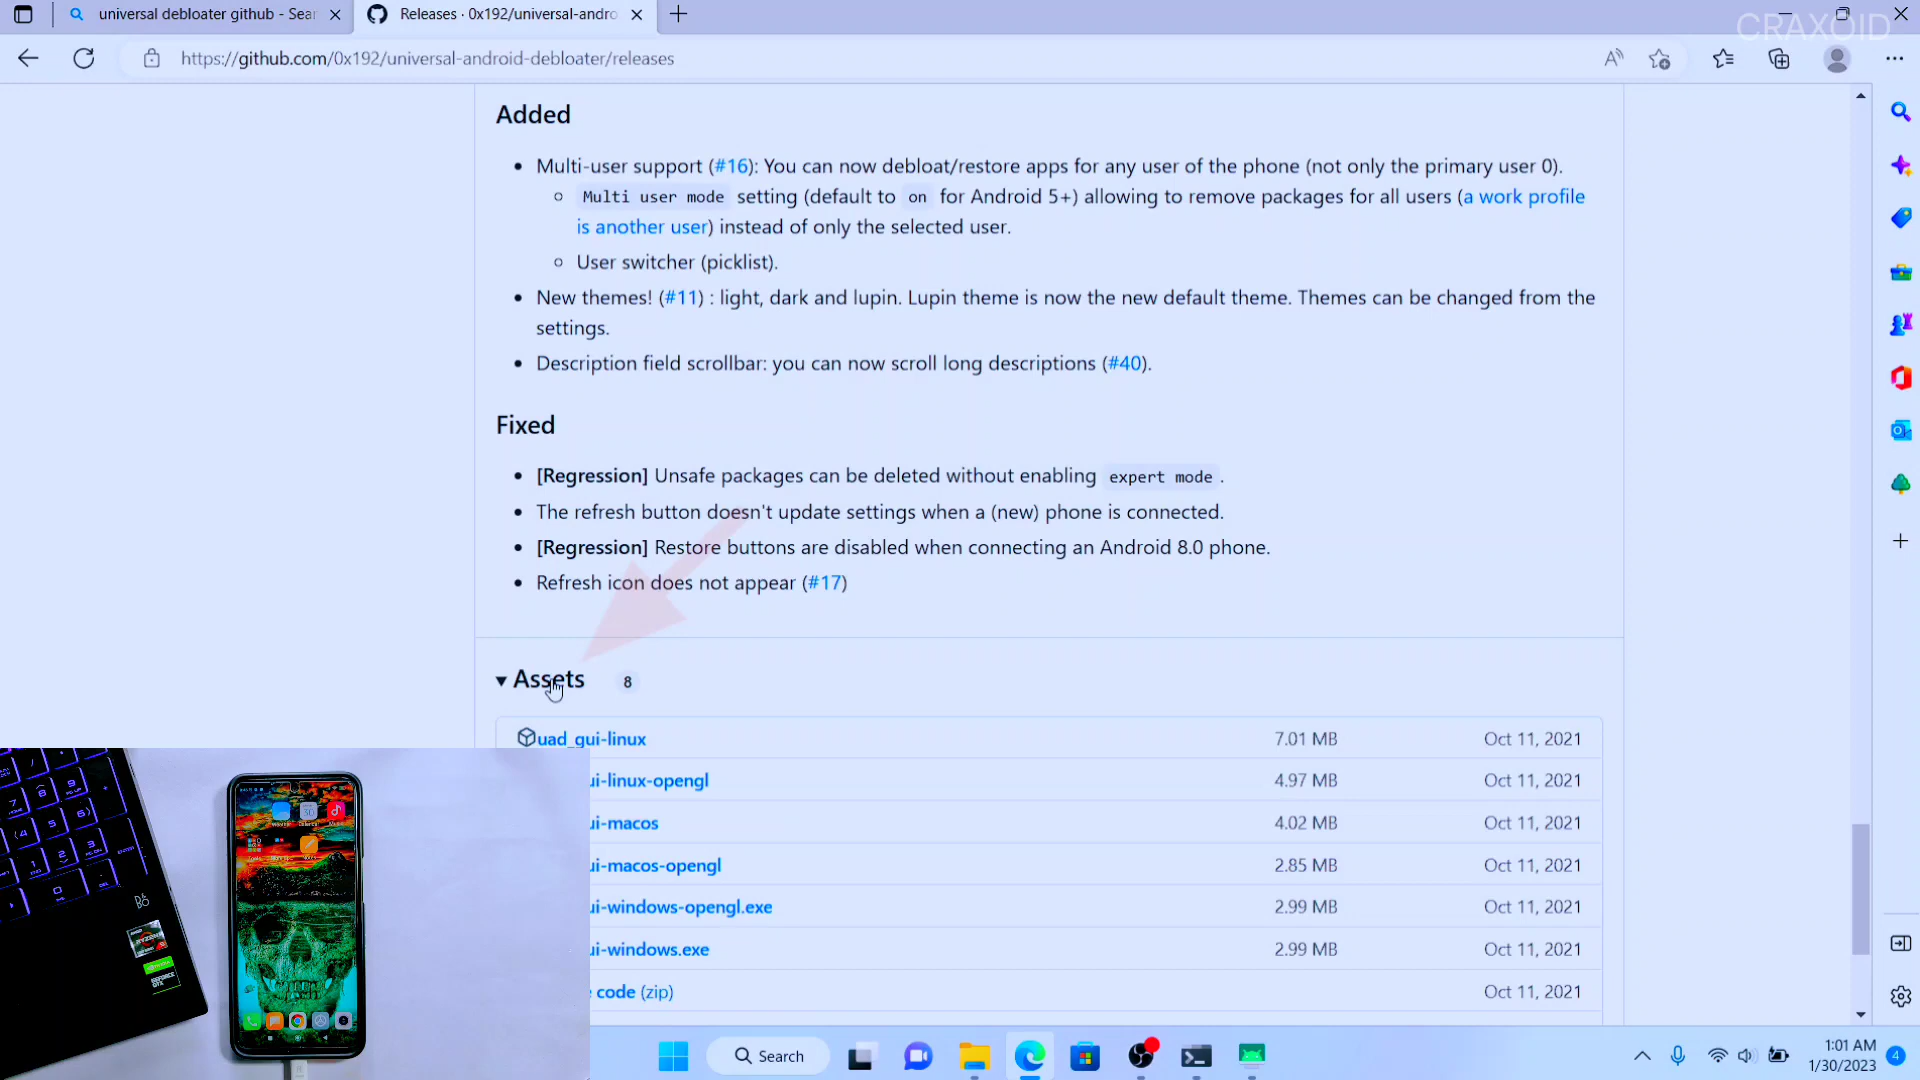 universal debloater github - Sear
Releases · 0x192/universal-andro
CRAXOID
https://github.com/0x192/universal-android-debloater/releases
Added
• Multi-user support (#16): You can now debloat/restore apps for any user of the phone (not only the primary user 0).
○ Multi user mode setting (default to on for Android 5+) allowing to remove packages for all users (a work profile
is another user) instead of only the selected user.
○ User switcher (picklist).
• New themes! (#11) : light, dark and lupin. Lupin theme is now the new default theme. Themes can be changed from the
settings.
• Description field scrollbar: you can now scroll long descriptions (#40).
Fixed
• [Regression] Unsafe packages can be deleted without enabling expert mode .
• The refresh button doesn't update settings when a (new) phone is connected.
• [Regression] Restore buttons are disabled when connecting an Android 8.0 phone.
• Refresh icon does not appear (#17)
▾ Assets 8
uad_gui-linux 7.01 MB Oct 11, 2021
ui-linux-opengl 4.97 MB Oct 11, 2021
ui-macos 4.02 MB Oct 11, 2021
ui-macos-opengl 2.85 MB Oct 11, 2021
ui-windows-opengl.exe 2.99 MB Oct 11, 2021
ui-windows.exe 2.99 MB Oct 11, 2021
code (zip) Oct 11, 2021
RYZEN
Search
1:01 AM
1/30/2023
4